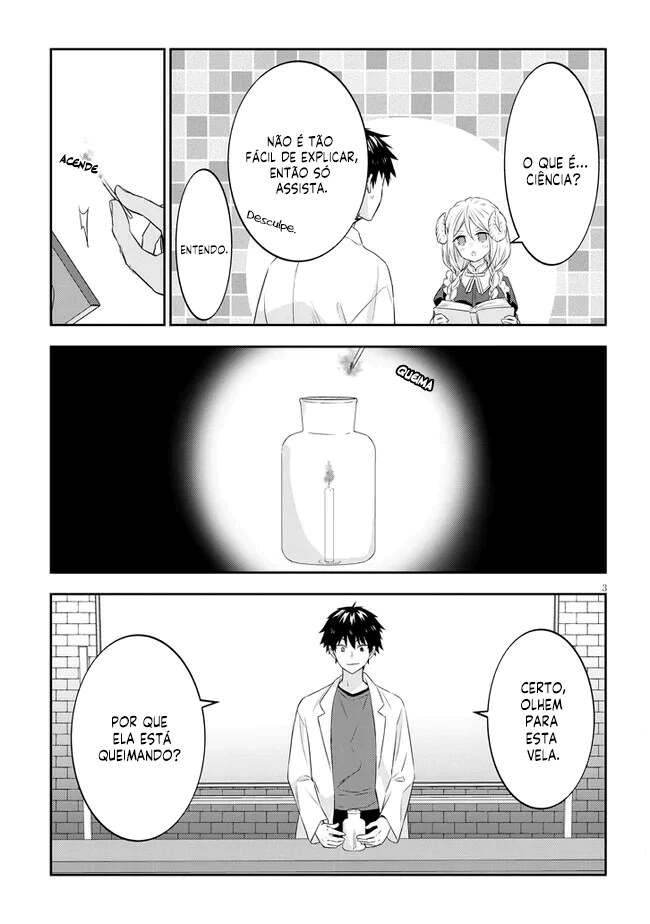 O QUE É...
CIÊNCIA?
NÃO É TÃO
FÁCIL DE EXPLICAR,
ENTÃO SÓ
ASSISTA.
Desculpe.
ENTENDO.
ACENDE
QUEIMA
3
CERTO,
OLHEM
PARA
ESTA
VELA.
POR QUE
ELA ESTÁ
QUEIMANDO?